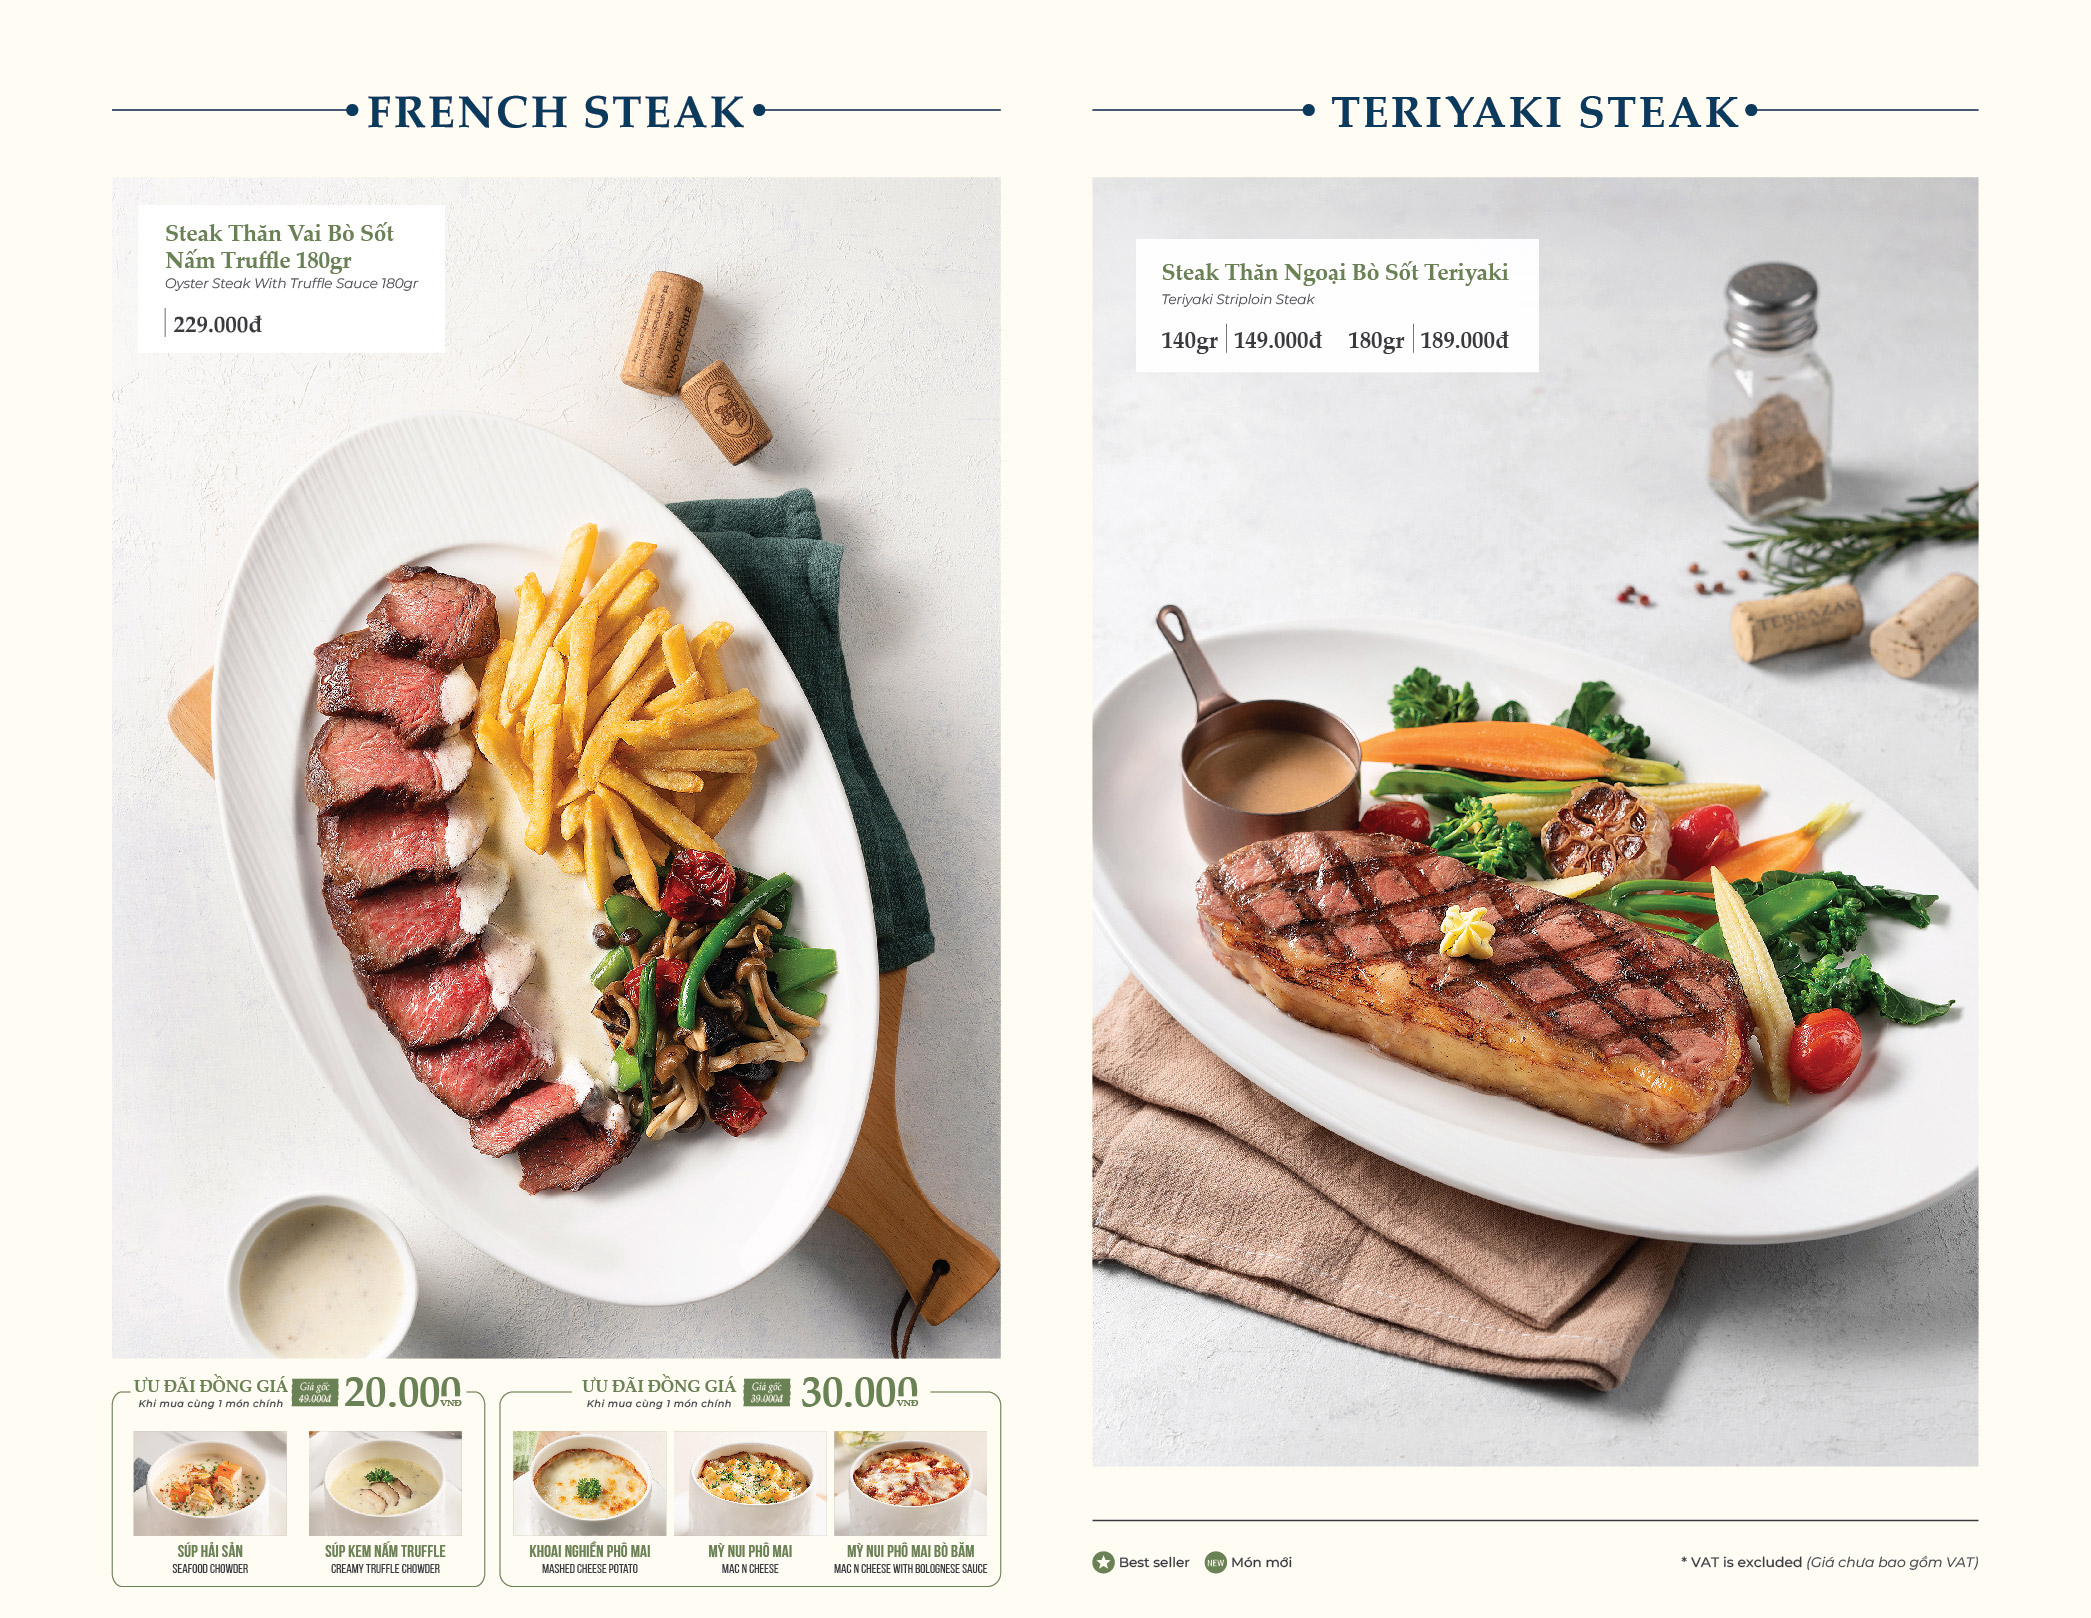 FRENCH STEAK
Steak Thăn Vai Bò Sốt
Nấm Truffle 180gr
Oyster Steak With Truffle Sauce 180gr
229.000đ
VINO DE CHILE
ƯU ĐÃI ĐỒNG GIÁ Giá gốc 49.000đ 20.000 VNĐ
Khi mua cùng 1 món chính
SÚP HẢI SẢN
SEAFOOD CHOWDER
SÚP KEM NẤM TRUFFLE
CREAMY TRUFFLE CHOWDER
ƯU ĐÃI ĐỒNG GIÁ Giá gốc 39.000đ 30.000 VNĐ
Khi mua cùng 1 món chính
KHOAI NGHIỀN PHÔ MAI
MASHED CHEESE POTATO
MỲ NUI PHÔ MAI
MAC N CHEESE
MỲ NUI PHÔ MAI BÒ BĂM
MAC N CHEESE WITH BOLOGNESE SAUCE
TERIYAKI STEAK
Steak Thăn Ngoại Bò Sốt Teriyaki
Teriyaki Striploin Steak
140gr 149.000đ 180gr 189.000đ
TERRAZAS
Best seller NEW Món mới
* VAT is excluded (Giá chưa bao gồm VAT)